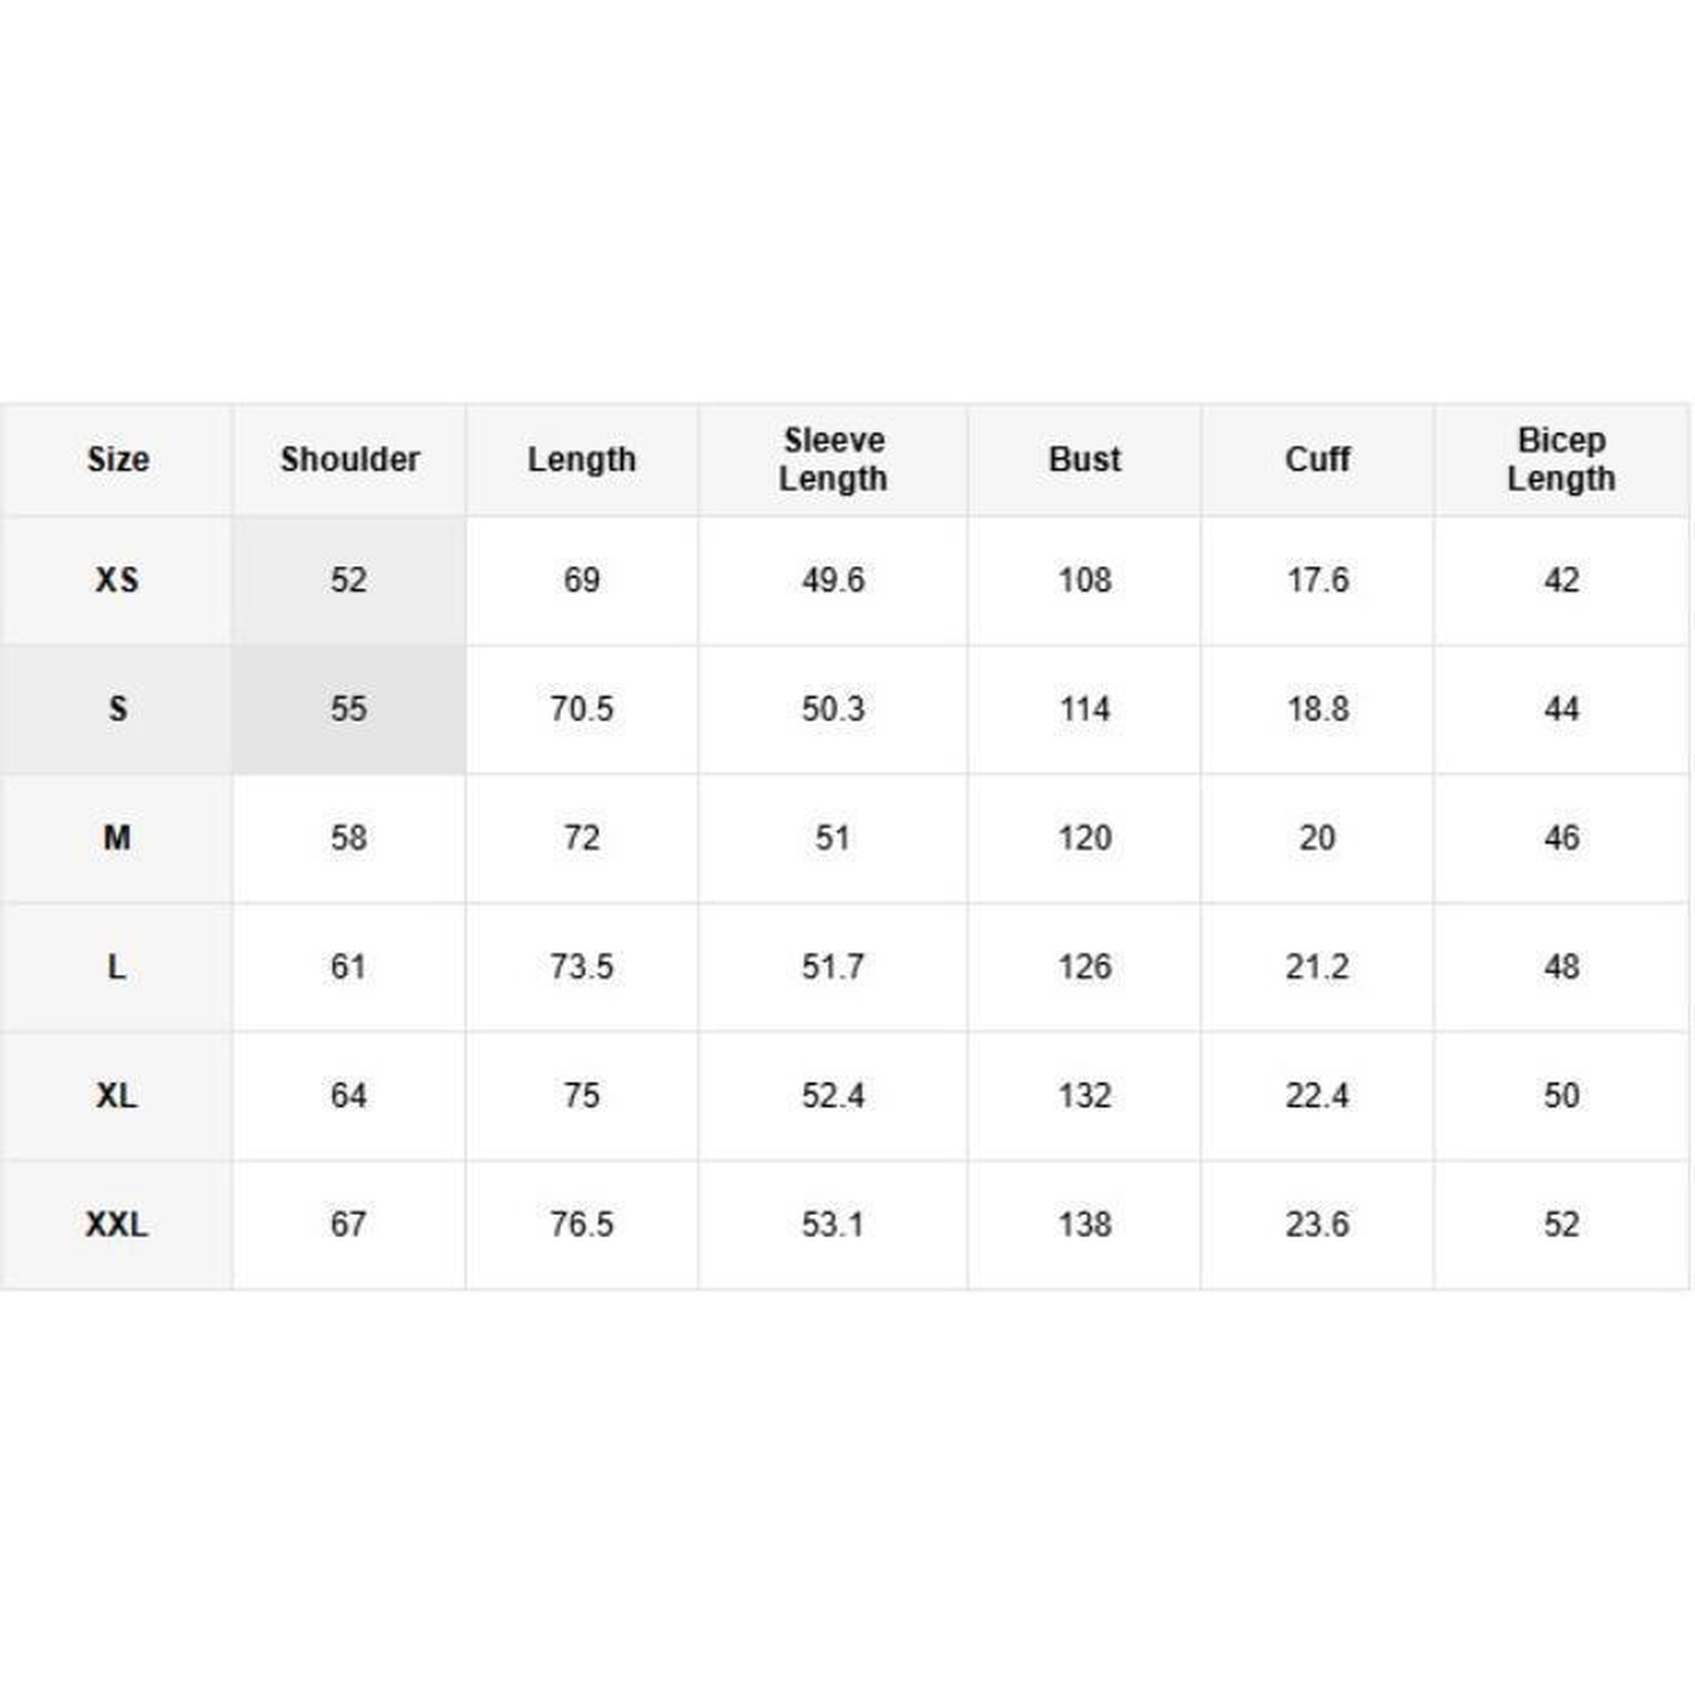 Size Shoulder Length Sleeve Length Bust Cuff Bicep Length
XS 52 69 49.6 108 17.6 42
S 55 70.5 50.3 114 18.8 44
M 58 72 51 120 20 46
L 61 73.5 51.7 126 21.2 48
XL 64 75 52.4 132 22.4 50
XXL 67 76.5 53.1 138 23.6 52